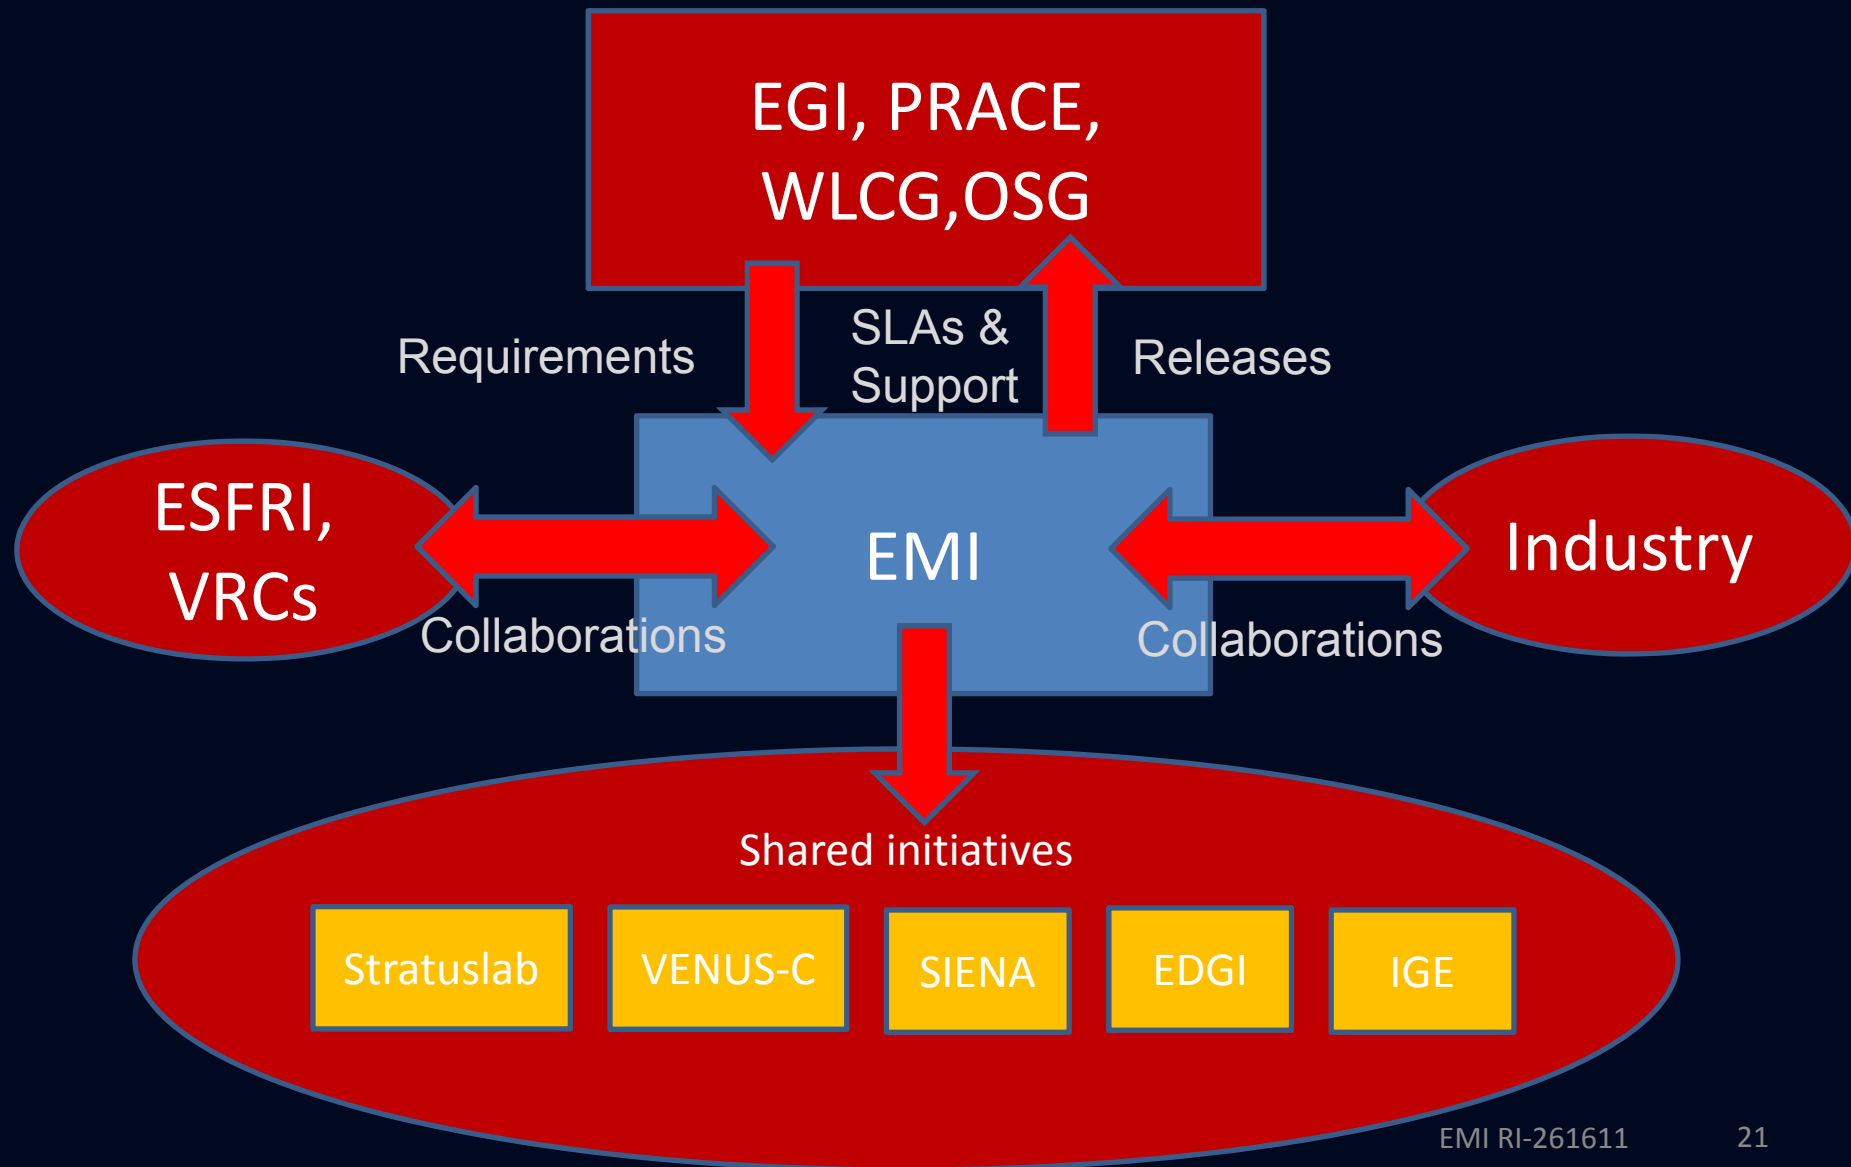 EGI, PRACE,
WLCG,OSG
Requirements
SLAs &
Support
Releases
ESFRI,
VRCs
EMI
Industry
Collaborations
Collaborations
Shared initiatives
Stratuslab
VENUS-C
SIENA
EDGI
IGE
EMI RI-261611
21